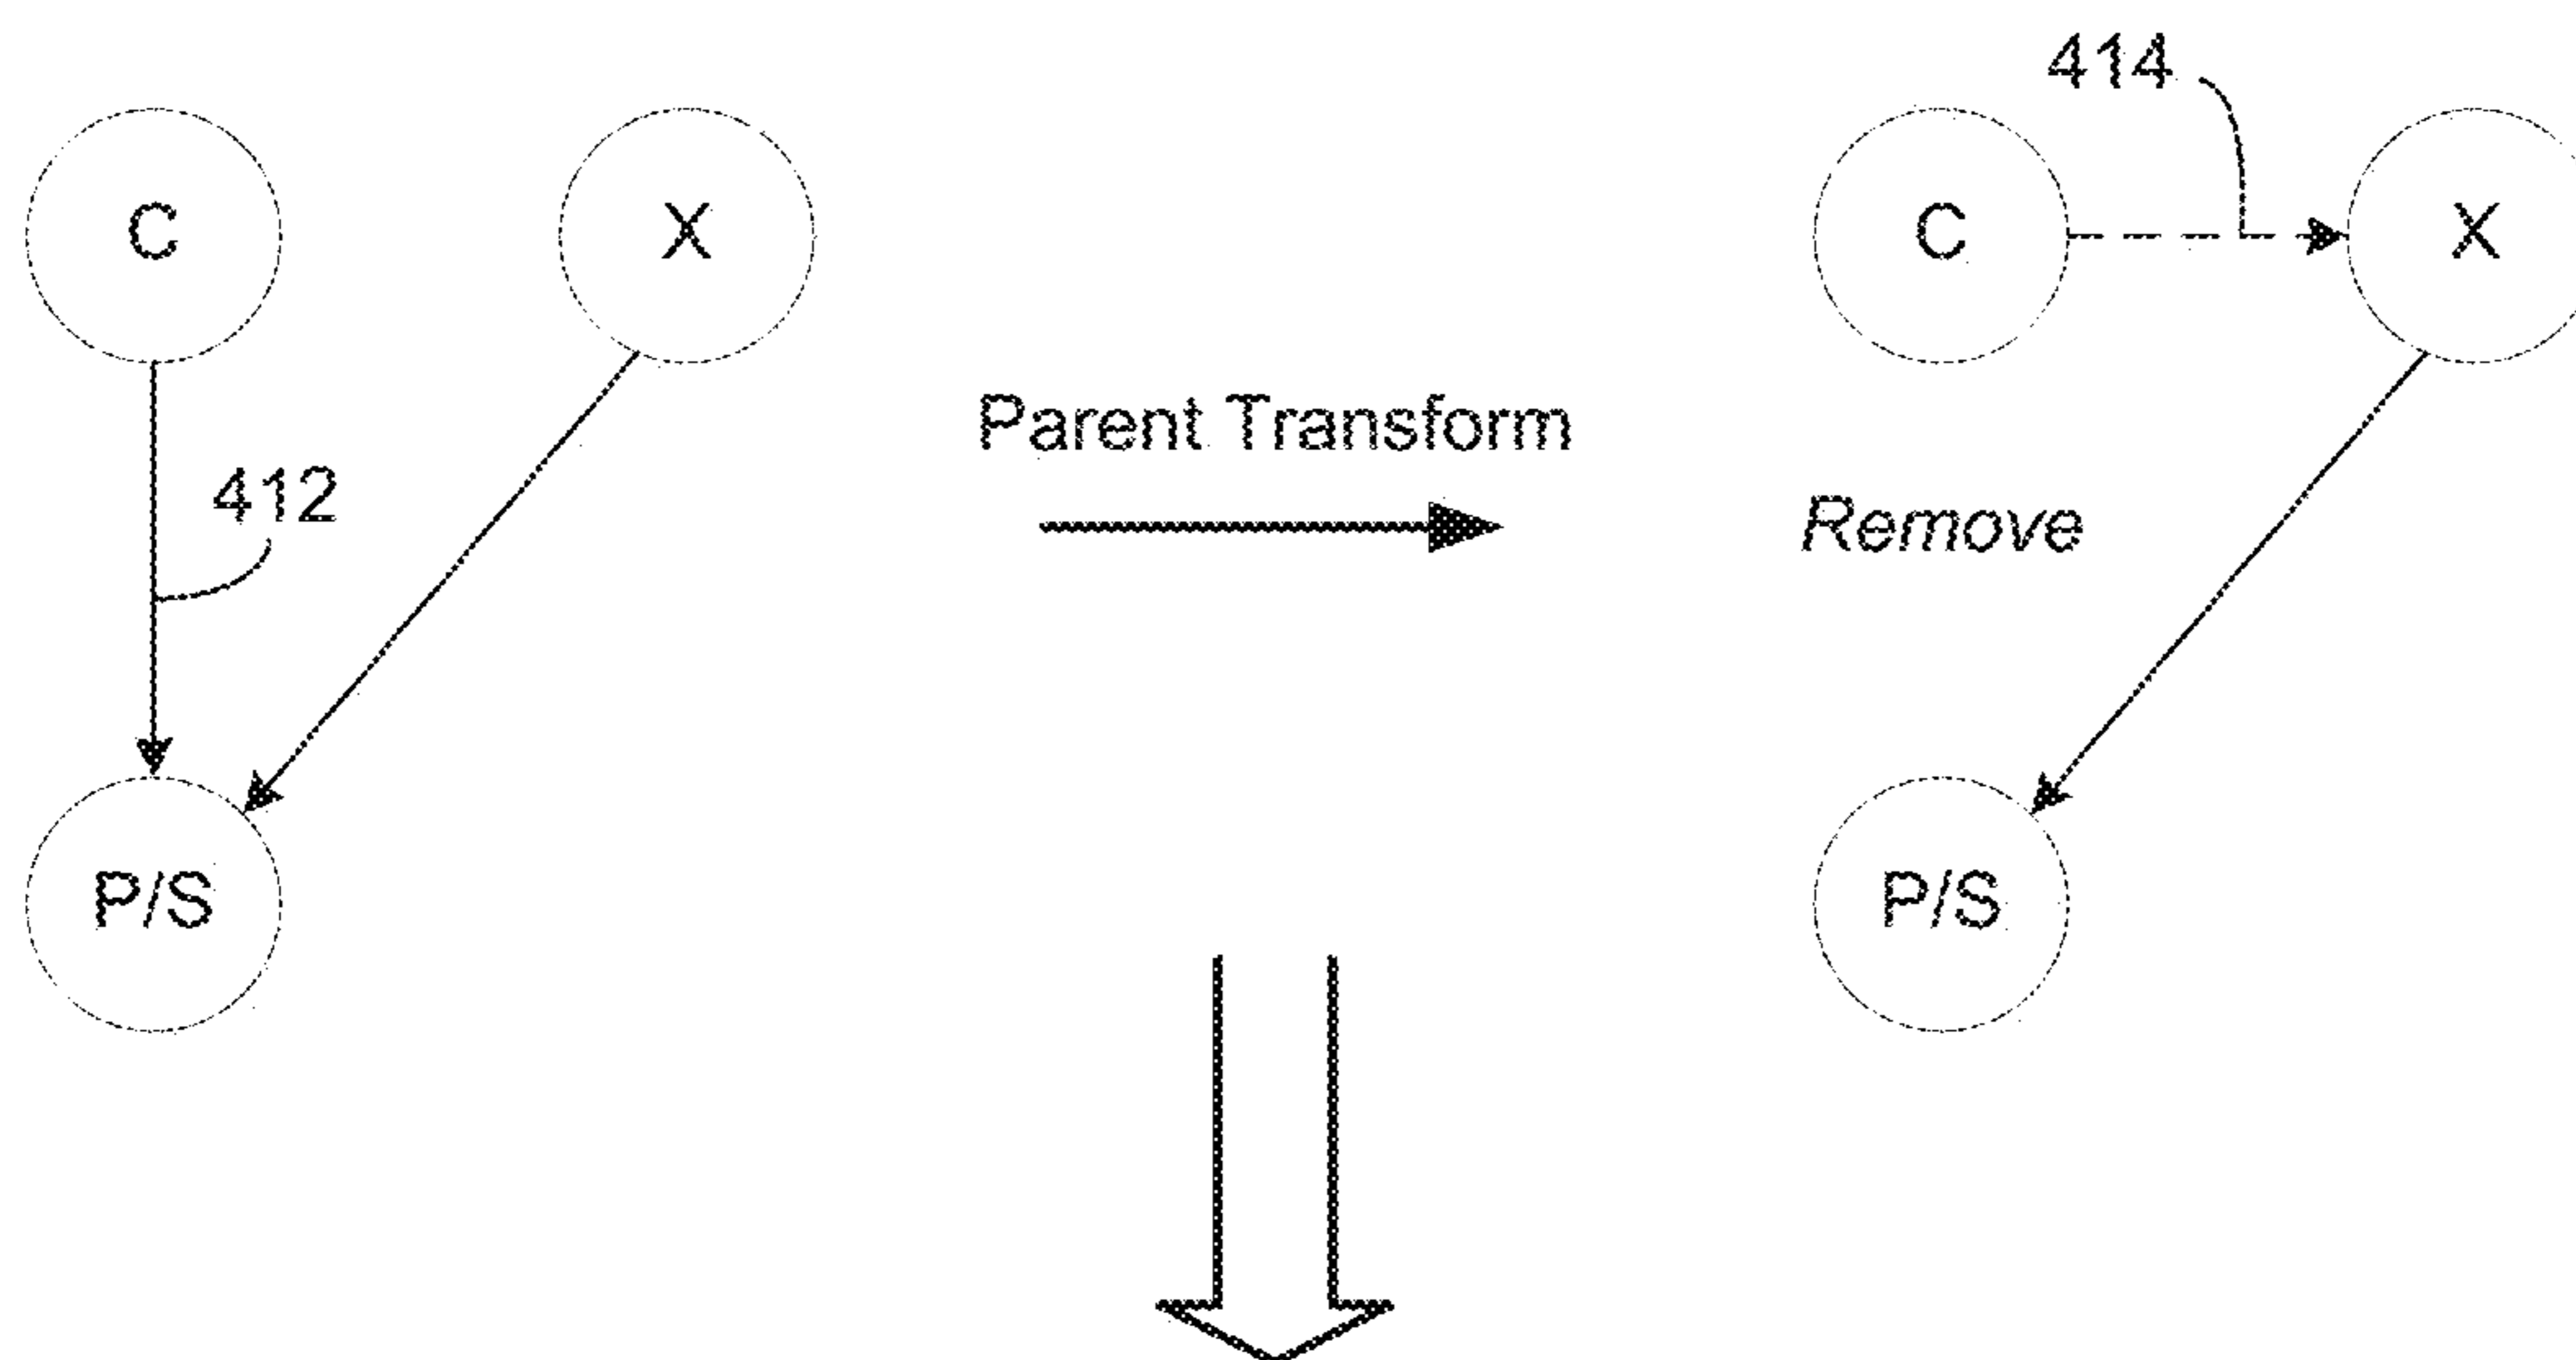 414
C
X
C
X
Parent Transform
412
Remove
P/S
P/S